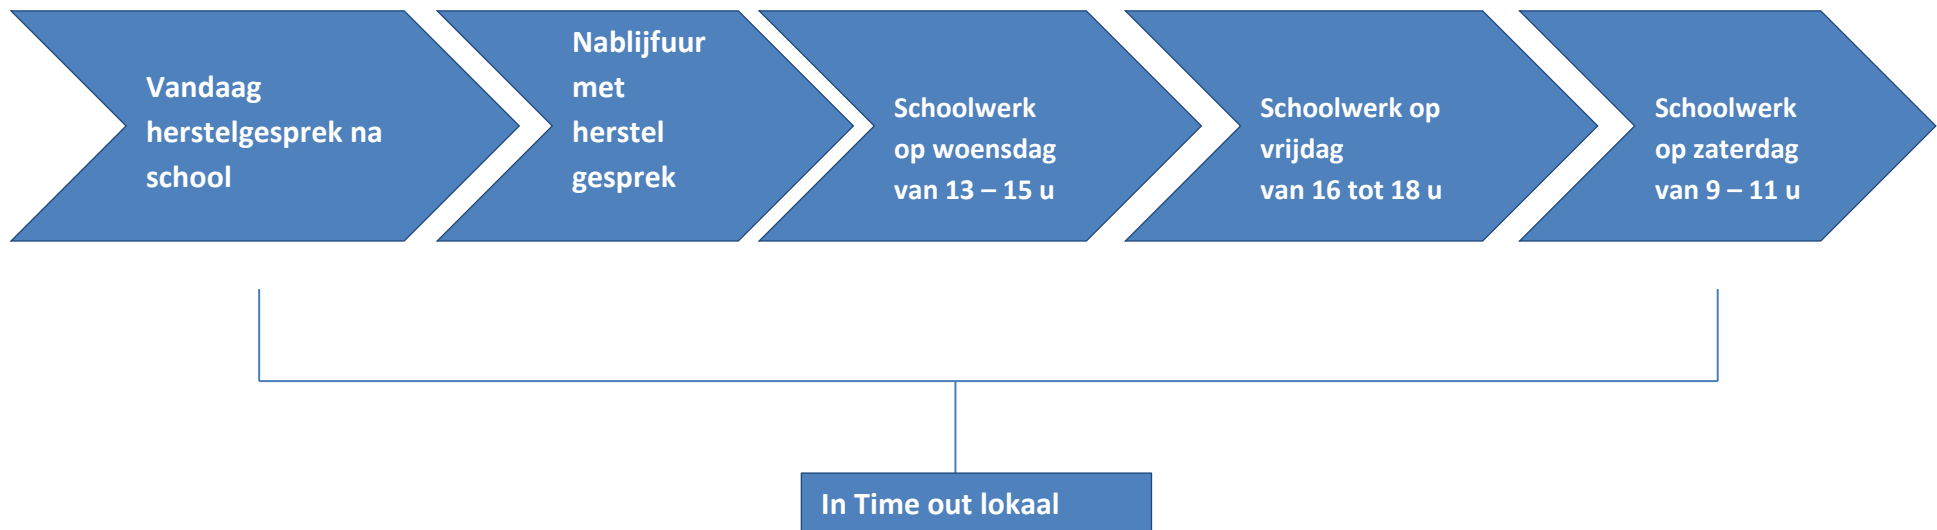 Vandaag
herstelgesprek na
school
Nablijfuur
met
herstel
gesprek
Schoolwerk
op woensdag
van 13 – 15 u
Schoolwerk op
vrijdag
van 16 tot 18 u
Schoolwerk
op zaterdag
van 9 – 11 u
In Time out lokaal